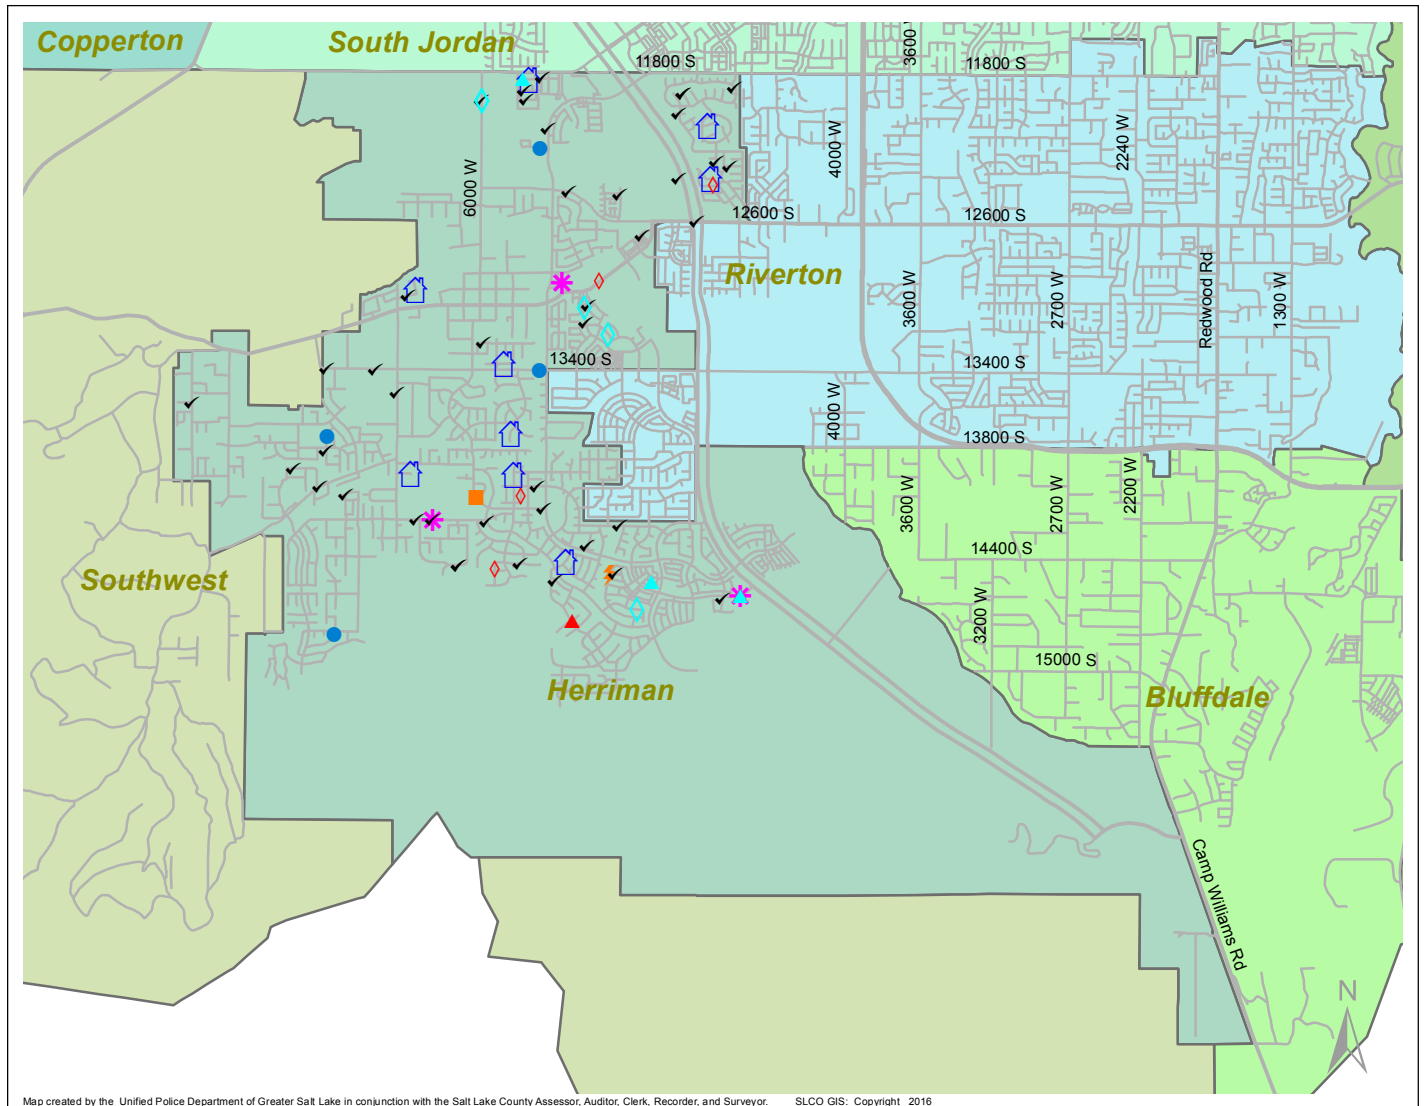 Copperton
South Jordan
3600 W
11800 S
11800 S
6000 W
4000 W
2240 W
12600 S
12600 S
Riverton
3600 W
2700 W
Redwood Rd
1300 W
13400 S
13400 S
4000 W
13800 S
3600 W
2700 W
2200 W
14400 S
Southwest
3200 W
15000 S
Herriman
Bluffdale
Camp Williams Rd
N
Map created by the Unified Police Department of Greater Salt Lake in conjunction with the Salt Lake County Assessor, Auditor, Clerk, Recorder, and Surveyor. SLCO GIS: Copyright 2016